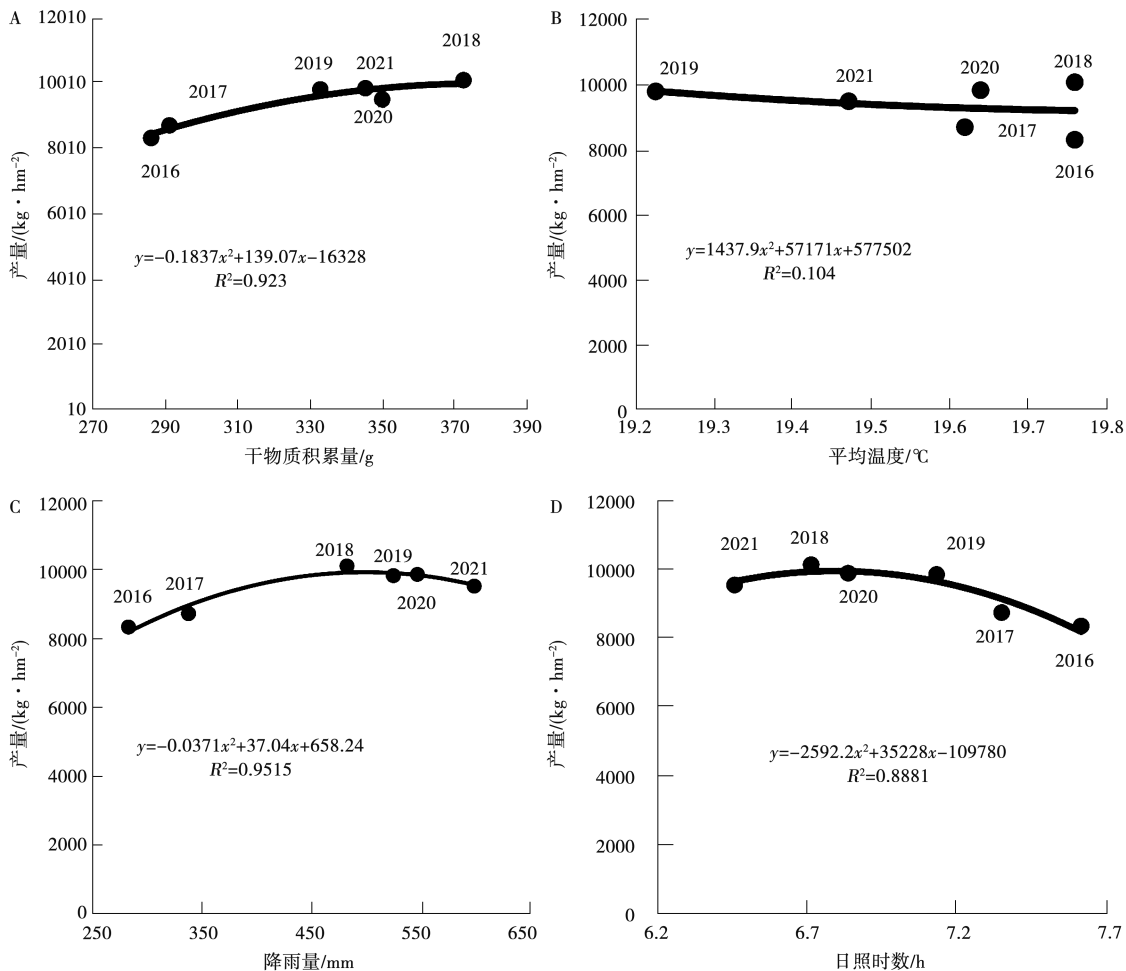 A
12010
10010
8010
6010
4010
2010
10
产量/(kg·hm⁻²)
2016
2017
2019
2021
2020
2018
y=−0.1837x²+139.07x−16328
R²=0.923
270 290 310 330 350 370 390
干物质积累量/g
B
12000
10000
8000
6000
4000
2000
0
产量/(kg·hm⁻²)
2019
2021
2020
2018
2017
2016
y=1437.9x²+57171x+577502
R²=0.104
19.2 19.3 19.4 19.5 19.6 19.7 19.8
平均温度/℃
C
12000
10000
8000
6000
4000
2000
0
产量/(kg·hm⁻²)
2016
2017
2018
2019
2020
2021
y=−0.0371x²+37.04x+658.24
R²=0.9515
250 350 450 550 650
降雨量/mm
D
12000
10000
8000
6000
4000
2000
0
产量/(kg·hm⁻²)
2021
2018
2020
2019
2017
2016
y=−2592.2x²+35228x−109780
R²=0.8881
6.2 6.7 7.2 7.7
日照时数/h